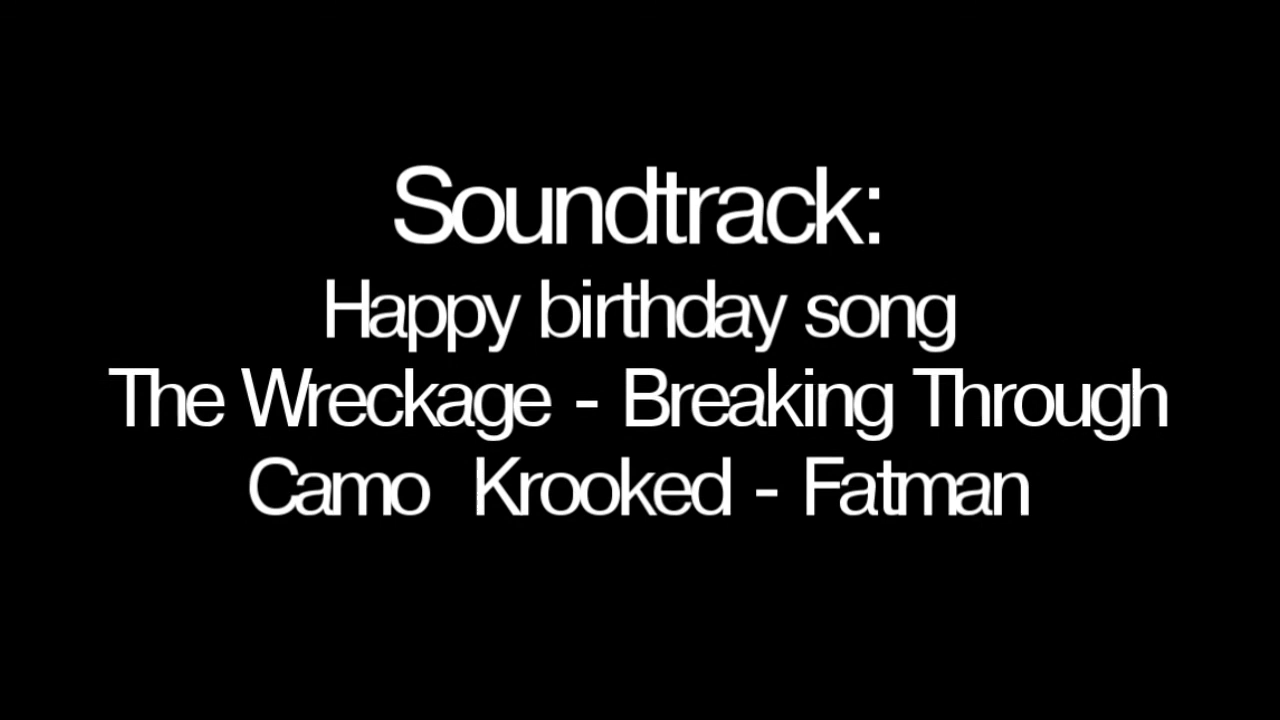 Soundtrack:
Happy birthday song
The Wreckage - Breaking Through
Camo  Krooked - Fatman